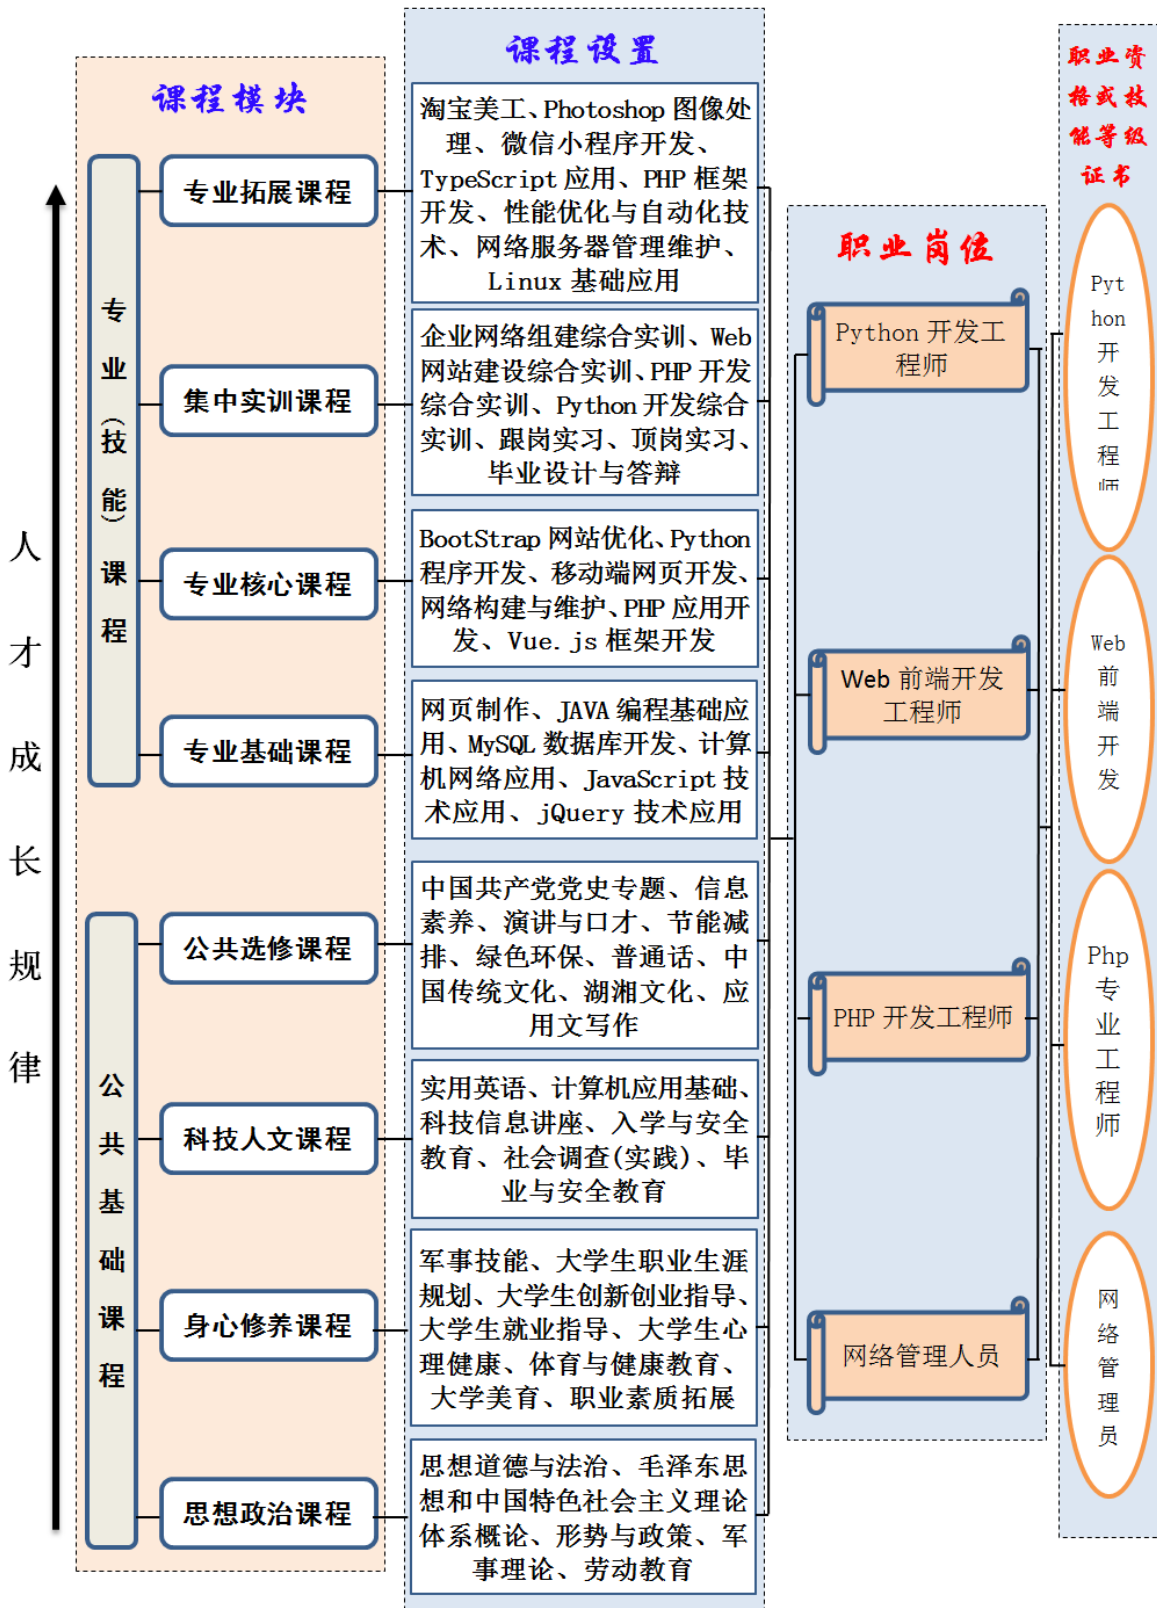 人才成长规律
课程模块
专业（技能）课程
专业拓展课程
集中实训课程
专业核心课程
专业基础课程
公共基础课程
公共选修课程
科技人文课程
身心修养课程
思想政治课程
课程设置
淘宝美工、Photoshop 图像处
理、微信小程序开发、
TypeScript 应用、PHP 框架
开发、性能优化与自动化技
术、网络服务器管理维护、
Linux 基础应用
企业网络组建综合实训、Web
网站建设综合实训、PHP 开发
综合实训、Python 开发综合
实训、跟岗实习、顶岗实习、
毕业设计与答辩
BootStrap 网站优化、Python
程序开发、移动端网页开发、
网络构建与维护、PHP 应用开
发、Vue.js 框架开发
网页制作、JAVA 编程基础应
用、MySQL 数据库开发、计算
机网络应用、JavaScript 技
术应用、jQuery 技术应用
中国共产党党史专题、信息
素养、演讲与口才、节能减
排、绿色环保、普通话、中
国传统文化、湖湘文化、应
用文写作
实用英语、计算机应用基础、
科技信息讲座、入学与安全
教育、社会调查(实践)、毕
业与安全教育
军事技能、大学生职业生涯
规划、大学生创新创业指导、
大学生就业指导、大学生心
理健康、体育与健康教育、
大学美育、职业素质拓展
思想道德与法治、毛泽东思
想和中国特色社会主义理论
体系概论、形势与政策、军
事理论、劳动教育
职业岗位
Python 开发工
程师
Web 前端开发
工程师
PHP 开发工程师
网络管理人员
职业资
格或技
能等级
证书
Pyt
hon
开
发
工
程
师
Web
前
端
开
发
Php
专
业
工
程
师
网
络
管
理
员